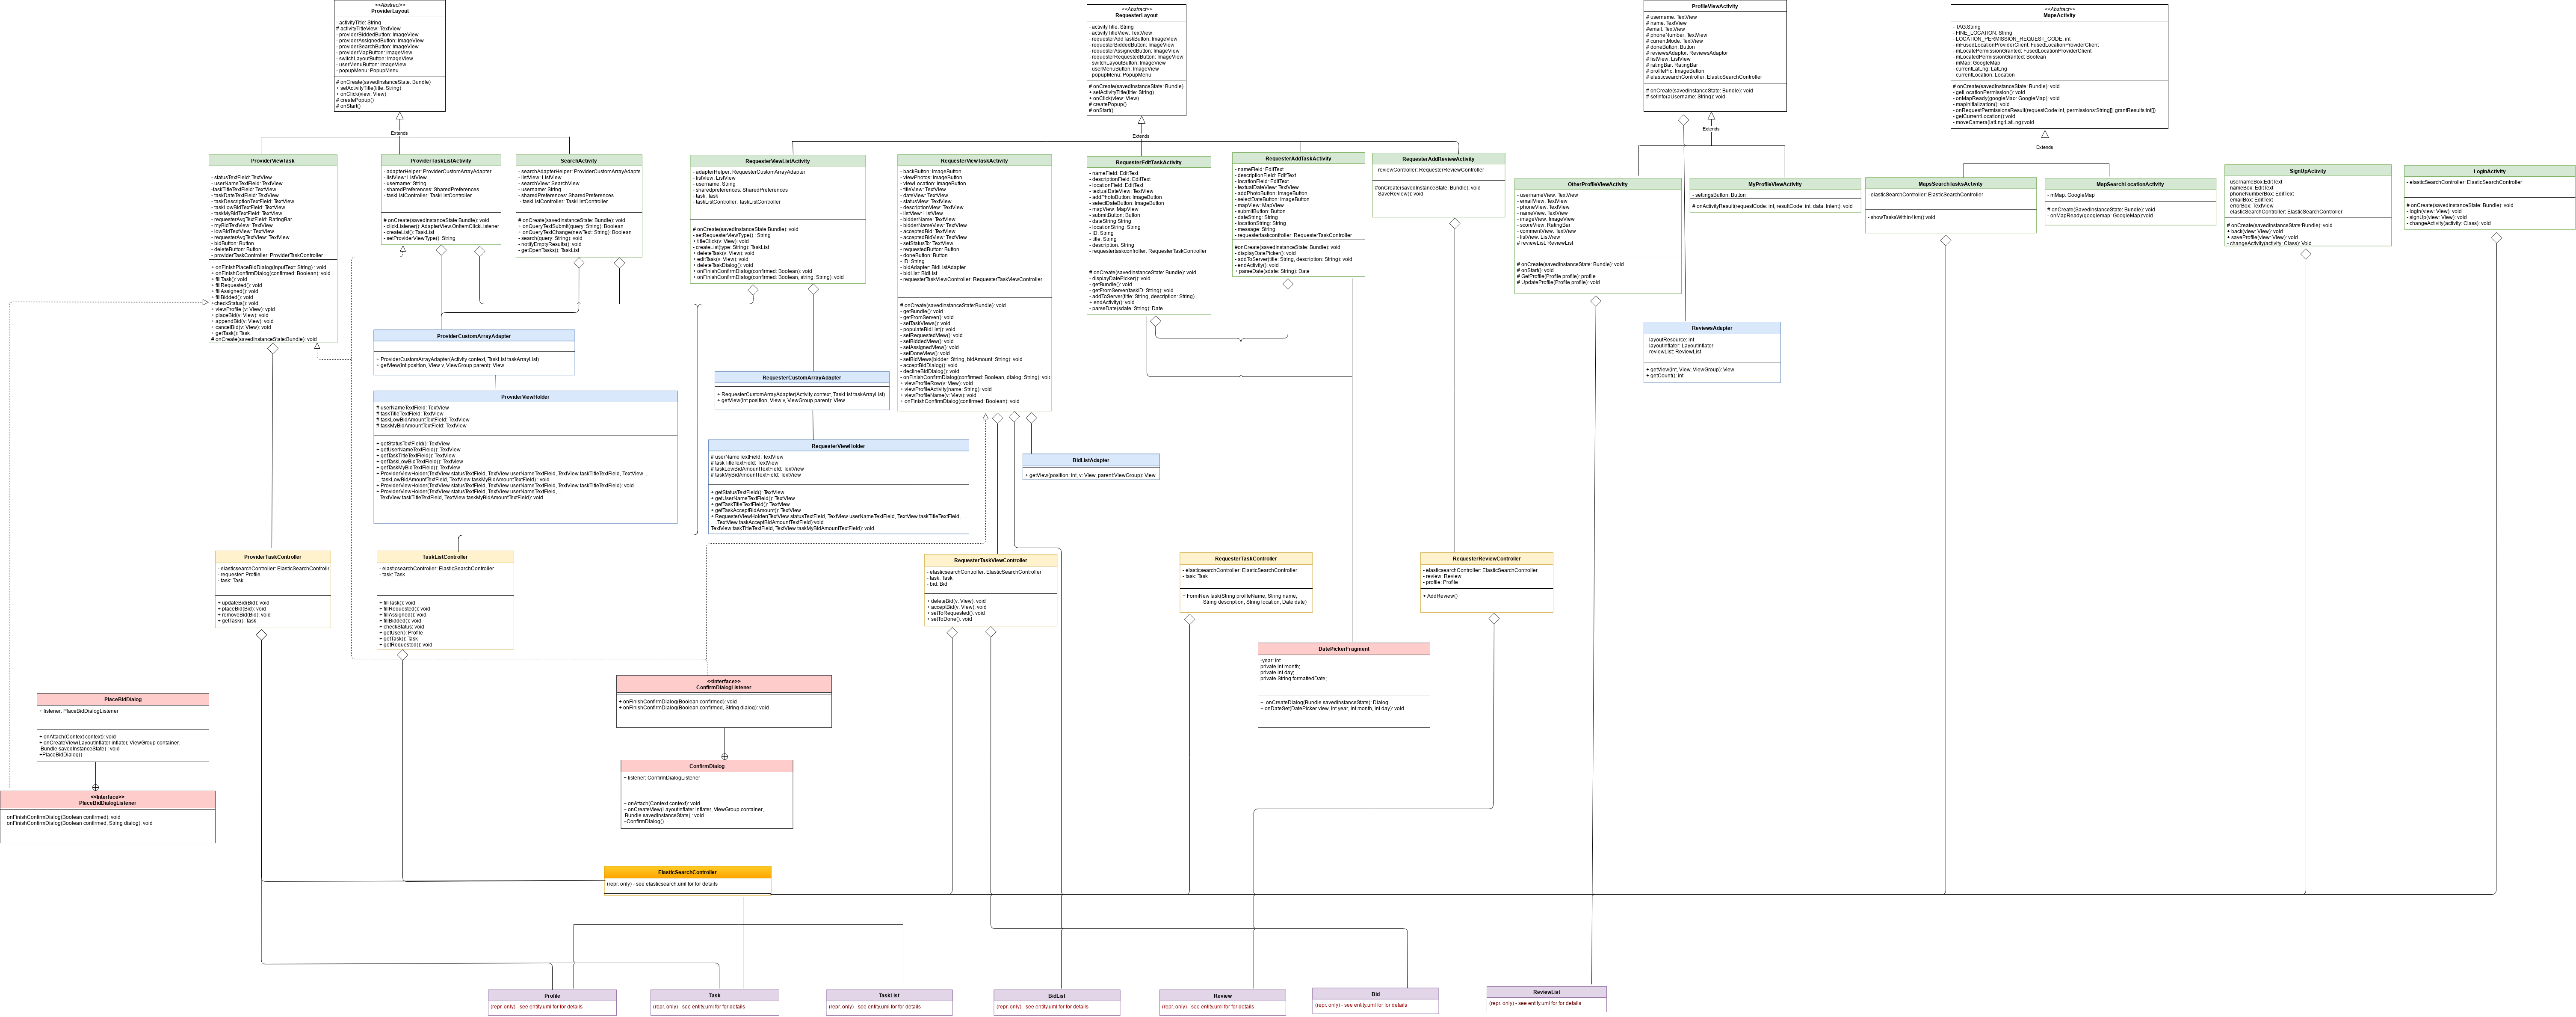 <<Abstract>>
ProviderLayout
- activityTitle: String
# activityTitleView: TextView
- providerBiddedButton: ImageView
- providerAssignedButton: ImageView
- providerSearchButton: ImageView
- providerMapButton: ImageView
- switchLayoutButton: ImageView
- userMenuButton: ImageView
- popupMenu: PopupMenu
# onCreate(savedInstanceState: Bundle)
+ setActivityTitle(title: String)
+ onClick(view: View)
# createPopup()
# onStart()
<<Abstract>>
RequesterLayout
- activityTitle: String
- activityTitleView: TextView
- requesterAddTaskButton: ImageView
- requesterBiddedButton: ImageView
- requesterAssignedButton: ImageView
- requesterRequestedButton: ImageView
- switchLayoutButton: ImageView
- userMenuButton: ImageView
- popupMenu: PopupMenu
# onCreate(savedInstanceState: Bundle)
+ setActivityTitle(title: String)
+ onClick(view: View)
# createPopup()
# onStart()
ProfileViewActivity
# username: TextView
# name: TextView
#email: TextView
# phoneNumber: TextView
# currentMode: TextView
# doneButton: Button
# reviewsAdaptor: ReviewsAdaptor
# listView: ListView
# ratingBar: RatingBar
# profilePic: ImageButton
# elasticsearchController: ElasticSearchController
# onCreate(savedInstanceState: Bundle): void
# setInfo(aUsername: String): void
<<Abstract>>
MapsActivity
- TAG:String
- FINE_LOCATION: String
- LOCATION_PERMISSION_REQUEST_CODE: int
- mFusedLocationProviderClient: FusedLocationProviderClient
- mLocatePermissionGranted: FusedLocationProviderClient
- mLocatedPermissionGranted: Boolean
- mMap: GoogleMap
- currentLatLng: LatLng
- currentLocation: Location
# onCreate(savedInstanceState: Bundle): void
- getLocationPermission(): void
- onMapReady(googleMao: GoogleMap): void
- mapInitialization(): void
- onRequestPermissionsResult(requestCode:int, permissions:String[], grantResults:int[])
- getCurrentLocation():void
- moveCamera(latLng:LatLng):void
Extends
Extends
Extends
Extends
ProviderViewTask
- statusTextField: TextView
- userNameTextField: TextView
-taskTitleTextField: TextView
- taskDateTextField: TextView
- taskDescriptionTextField: TextView
- taskLowBidTextField: TextView
- taskMyBidTextField: TextView
- requesterAvgTextField: RatingBar
- myBidTextView: TextView
- lowBidTextView: TextView
- requesterAvgTextView: TextView
- bidButton: Button
- deleteButton: Button
- providerTaskController: ProviderTaskController
+ onFinishPlaceBidDialog(inputText: String) : void
+ onFinishConfirmDialog(confirmed: Boolean): void
+ fillTask(): void
+ fillRequested(): void
+ fillAssigned(): void
+ fillBidded(): void
+checkStatus(): void
+ viewProfile (v: View): vpid
+ placeBid(v: View): void
+ appendBid(v: View): void
+ cancelBid(v: View): void
+ getTask(): Task
# onCreate(savedInstanceState:Bundle): void
ProviderTaskListActivity
- adapterHelper: ProviderCustomArrayAdapter
- listView: ListView
- username: String
- sharedPreferences: SharedPreferences
- taskListController: TaskListController
# onCreate(savedInstanceState:Bundle): void
- clickListener(): AdapterView.OnItemClickListener
- createList(): TaskList
- setProviderViewType(): String
SearchActivity
- searchAdapterHelper: ProviderCustomArrayAdapte
- listView: ListView
- searchView: SearchView
- username: String
- sharedPreferences: SharedPreferences
- taskListController: TaskListController
# onCreate(savedInstanceState: Bundle): void
+ onQueryTextSubmit(query: String): Boolean
+ onQueryTextChange(newText: String): Boolean
- search(query: String): void
- notifyEmptyResults(): void
- getOpenTasks(): TaskList
RequesterViewListActivity
- adapterHelper: RequesterCustomArrayAdapter
- listView: ListView
- username: String
- sharedpreferences: SharedPreferences
- task: Task
- taskListController: TaskListController
# onCreate(savedInstanceState:Bundle): void
- setRequesterViewType() : String
+ titleClick(v: View): void
- createList(type: String): TaskList
+ deleteTask(v: View): void
+ editTask(v: View): void
+ deleteTaskDialog(): void
+ onFinishConfirmDialog(confirmed: Boolean): void
+ onFinishConfirmDialog(confirmed: Boolean, string: String): void
RequesterViewTaskActivity
- backButton: ImageButton
- viewPhotos: ImageButton
- viewLocation: ImageButton
- titleView: TextView
- dateView: TextView
- statusView: TextView
- descriptionView: TextView
- listView: ListView
- bidderName: TextView
- bidderNameView: TextView
- acceptedBid: TextView
- acceptedBidView: TextView
- setStatusTo: TextView
- requestedButton: Button
- doneButton: Button
- ID: String
- bidAdapter: BidListAdapter
- bidList: BidList
- requesterTaskViewController: RequesterTaskViewController
# onCreate(savedInstanceState:Bundle): void
- getBundle(): void
- getFromServer(): void
- setTaskViews(): void
- populateBidList(): void
- setRequestedView(): void
- setBiddedView(): void
- setAssignedView(): void
- setDoneView(): void
- setBidViews(bidder: String, bidAmount: String): void
- acceptBidDialog(): void
- declineBidDialog(): void
- onFinishConfirmDialog(confirmed: Boolean, dialog: String): void
+ viewProfileRow(v: View): void
+ viewProfileActivity(name: String): void
+ viewProfileName(v: View): void
+ onFinishConfirmDialog(confirmed: Boolean): void
RequesterEditTaskActivity
- nameField: EditText
- descriptionField: EditText
- locationField: EditText
- textualDateView: TextView
- addPhotoButton: ImageButton
- selectDateButton: ImageButton
- mapView: MapView
- submitButton: Button
- dateString String
- locationString: String
- ID: String
- title: String
- description: String
- requestertaskcontroller: RequesterTaskController
# onCreate(savedInstanceState: Bundle): void
- displayDatePicker(): void
- getBundle(): void
- getFromServer(taskID: String): void
- addToServer(title: String, description: String)
+ endActivity(): void
- parseDate(sdate: String): Date
RequesterAddTaskActivity
- nameField: EditText
- descriptionField: EditText
- locationField: EditText
- textualDateView: TextView
- addPhotoButton: ImageButton
- selectDateButton: ImageButton
- mapView: MapView
- submitButton: Button
- dateString: String
- locationString: String
- message: String
- requestertaskcontroller: RequesterTaskController
#onCreate(savedInstanceState: Bundle): void
- displayDatePicker(): void
- addToServer(title: String, description: String): void
- endActivity(): void
+ parseDate(sdate: String): Date
RequesterAddReviewActivity
- reviewController: RequesterReviewController
#onCreate(savedInstanceState: Bundle): void
- SaveReview(): void
OtherProfileViewActivity
- usernameView: TextView
- emailView: TextView
- phoneView: TextView
- nameView: TextView
- imageView: ImageView
- scoreView: RatingBar
- commentView: TextView
- listView: ListView
# reviewList: ReviewList
# onCreate(savedInstanceState: Bundle): void
# onStart(): void
# GetProfile(Profile profile): profile
# UpdateProfile(Profile profile): void
MyProfileViewActivity
- settingsButton: Button
# onActivityResult(requestCode: int, resultCode: int, data: Intent): void
MapsSearchTasksActivity
- elasticSearchController: ElasticSearchController
- showTasksWithin4km():void
MapSearchLocationActivity
- mMap: GoogleMap
# onCreate(SavedInstanceState: Bundle): void
- onMapReady(googlemap: GoogleMap):void
SignUpActivity
- usernameBox:EditText
- nameBox: EditText
- phoneNumberBox: EditText
- emailBox: EditText
- errorBox: TextView
- elasticSearchController: ElasticSearchController
# onCreate(savedInstanceState:Bundle): void
+ back(view: View): void
+ saveProfile(view: View): void
- changeActivity(activity: Class): Void
LoginActivity
- elasticSearchController: ElasticSearchController
# onCreate(savedInstanceState: Bundle): void
- logIn(view: View): void
- signUp(view: View): void
- changeActivity(activity: Class): void
ProviderCustomArrayAdapter
+ ProviderCustomArrayAdapter(Activity context, TaskList taskArrayList)
+ getView(int position, View v, ViewGroup parent): View
ReviewsAdapter
- layoutResource: int
- layoutInflater: LayoutInflater
- reviewList: ReviewList
+ getView(int, View, ViewGroup): View
+ getCount(): int
RequesterCustomArrayAdapter
+ RequesterCustomArrayAdapter(Activity context, TaskList taskArrayList)
+ getView(int position, View v, ViewGroup parent): View
ProviderViewHolder
# userNameTextField: TextView
# taskTitleTextField: TextView
# taskLowBidAmountTextField: TextView
# taskMyBidAmountTextField: TextView
+ getStatusTextField(): TextView
+ getUserNameTextField(): TextView
+ getTaskTitleTextField(): TextView
+ getTaskLowBidTextField(): TextView
+ getTaskMyBidTextField(): TextView
+ ProviderViewHolder(TextView statusTextField, TextView userNameTextField, TextView taskTitleTextField, TextView ...
... taskLowBidAmountTextField, TextView taskMyBidAmountTextField) : void
+ ProviderViewHolder(TextView statusTextField, TextView userNameTextField, TextView taskTitleTextField): void
+ ProviderViewHolder(TextView statusTextField, TextView userNameTextField, ...
.. TextView taskTitleTextField, TextView taskMyBidAmountTextField): void
RequesterViewHolder
# userNameTextField: TextView
# taskTitleTextField: TextView
# taskLowBidAmountTextField: TextView
# taskMyBidAmountTextField: TextView
+ getStatusTextField(): TextView
+ getUserNameTextField(): TextView
+ getTaskTitleTextField(): TextView
+ getTaskAcceptBidAmount(): TextView
+ RequesterViewHolder(TextView statusTextField, TextView userNameTextField, TextView taskTitleTextField, ...
-...TextView taskAcceptBidAmountTextField):void
TextView taskTitleTextField, TextView taskMyBidAmountTextField): void
BidListAdapter
+ getView(position: int, v: View, parent:ViewGroup): View
ProviderTaskController
- elasticsearchController: ElasticSearchControlle
- requester: Profile
- task: Task
+ updateBid(Bid): void
+ placeBid(Bid): void
+ removeBid(Bid): void
+ getTask(): Task
TaskListController
- elasticsearchController: ElasticSearchController
- task: Task
+ fillTask(): void
+ fillRequested(): void
+ fillAssigned(): void
+ fillBidded(): void
+ checkStatus: void
+ getUser(): Profile
+ getTask(): Task
+ getRequested(): void
RequesterTaskViewController
- elasticsearchController: ElasticSearchController
- task: Task
- bid: Bid
+ deleteBid(v: View): void
+ acceptBid(v: View): void
+ setToRequested(): void
+ setToDone(): void
RequesterTaskController
- elasticsearchController: ElasticSearchController
- task: Task
+ FormNewTask(String profileName, String name,
String description, String location, Date date)
RequesterReviewController
- elasticsearchController: ElasticSearchController
- review: Review
- profile: Profile
+ AddReview()
DatePickerFragment
-year: int
private int month;
private int day;
private String formattedDate;
+ onCreateDialog(Bundle savedInstanceState): Dialog
+ onDateSet(DatePicker view, int year, int month, int day): void
PlaceBidDialog
+ listener: PlaceBidDialogListener
+ onAttach(Context context): void
+ onCreateView(LayoutInflater inflater, ViewGroup container,
Bundle savedInstanceState) : void
+PlaceBidDialog()
<<Interface>>
PlaceBidDialogListener
+ onFinishConfirmDialog(Boolean confirmed): void
+ onFinishConfirmDialog(Boolean confirmed, String dialog): void
<<Interface>>
ConfirmDialogListener
+ onFinishConfirmDialog(Boolean confirmed): void
+ onFinishConfirmDialog(Boolean confirmed, String dialog): void
ConfirmDialog
+ listener: ConfirmDialogListener
+ onAttach(Context context): void
+ onCreateView(LayoutInflater inflater, ViewGroup container,
Bundle savedInstanceState) : void
+ConfirmDialog()
ElasticSearchController
(repr. only) - see elasticsearch.uml for for details
Profile
(repr. only) - see entity.uml for for details
Task
(repr. only) - see entity.uml for for details
TaskList
(repr. only) - see entity.uml for for details
BidList
(repr. only) - see entity.uml for for details
Review
(repr. only) - see entity.uml for for details
Bid
(repr. only) - see entity.uml for for details
ReviewList
(repr. only) - see entity.uml for for details